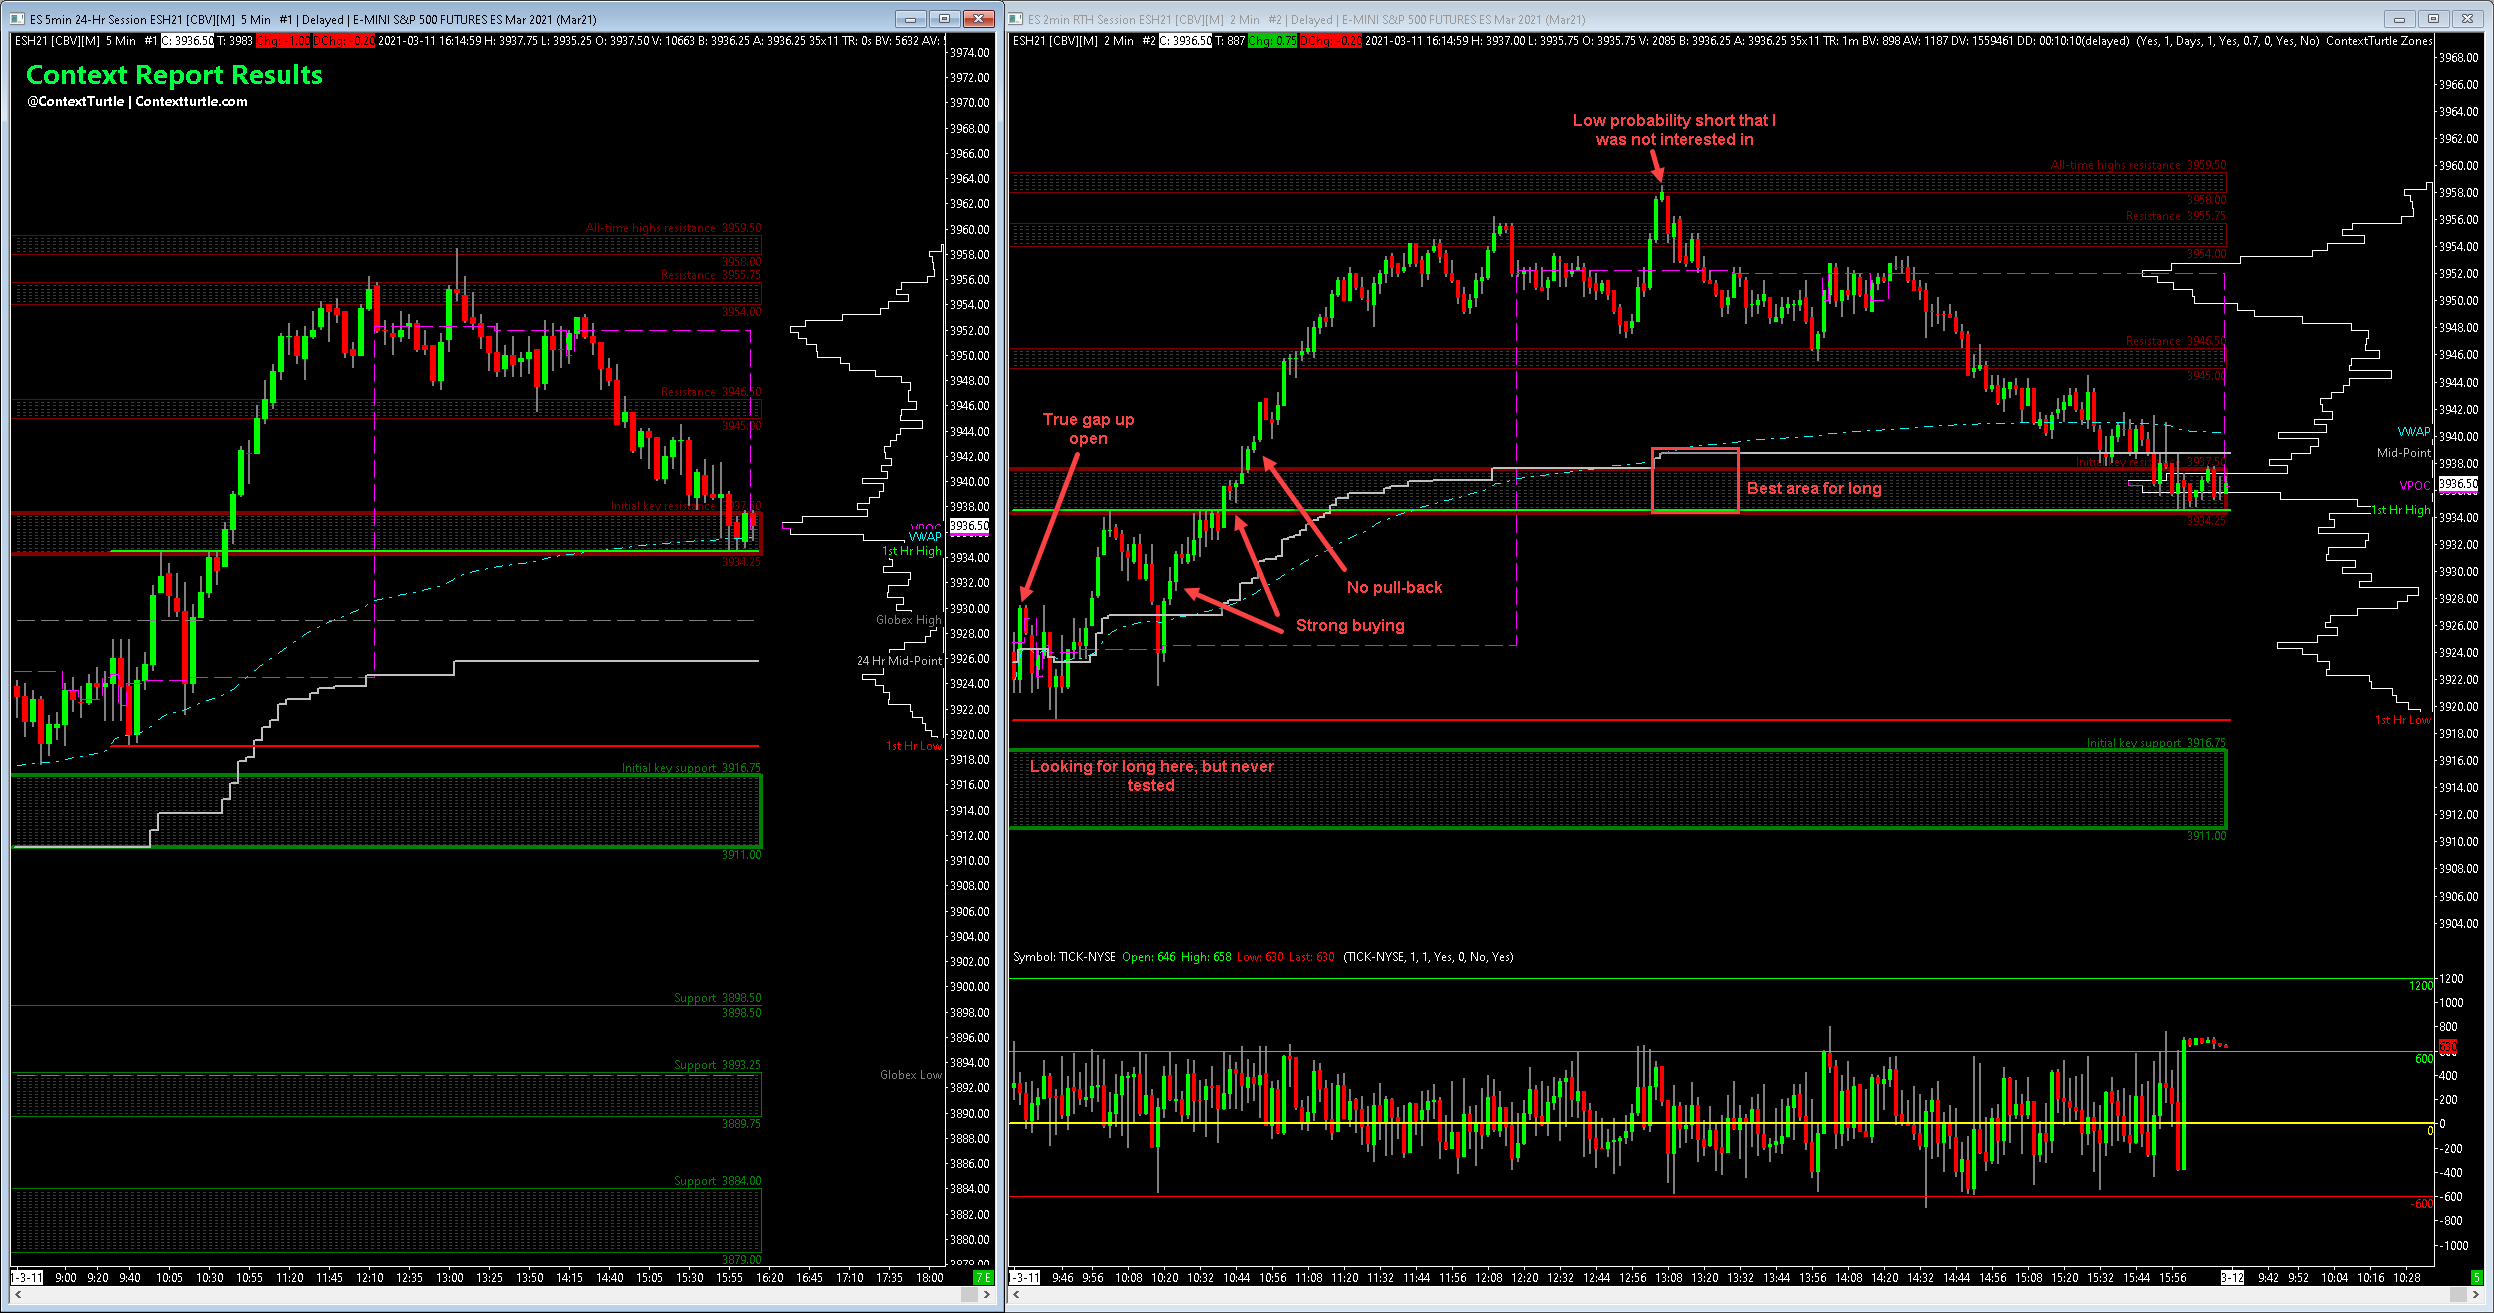 ES 5min 24-Hr Session ESH21 [CBV][M]  5 Min   #1 | Delayed | E-MINI S&P 500 FUTURES ES Mar 2021 (Mar21)
ESH21 [CBV][M]  5 Min   #1 C: 3936.50 T: 3983 Chg: -1.00 DChg: -0.20 2021-03-11 16:14:59 H: 3937.75 L: 3935.25 O: 3937.50 V: 10663 B: 3936.25 A: 3936.25 35x11 TR: 0s BV: 5632 AV:
Context Report Results
@ContextTurtle | Contextturtle.com
All-time highs resistance  3959.50
3958.00
Resistance  3955.75
3954.00
Resistance  3946.50
3945.00
Initial key resistance  3937.50
VPOC
VWAP
1st Hr High
3934.25
Globex High
24 Hr Mid-Point
1st Hr Low
Initial key support  3916.75
3911.00
Support  3898.50
3898.50
Support  3893.25
Globex Low
3889.75
Support  3884.00
3879.00
3974.00
3972.00
3970.00
3968.00
3966.00
3964.00
3962.00
3960.00
3958.00
3956.00
3954.00
3952.00
3950.00
3948.00
3946.00
3944.00
3942.00
3940.00
3938.00
3936.50
3934.00
3932.00
3930.00
3928.00
3926.00
3924.00
3922.00
3920.00
3918.00
3916.00
3914.00
3912.00
3910.00
3908.00
3906.00
3904.00
3902.00
3900.00
3898.00
3896.00
3894.00
3892.00
3890.00
3888.00
3886.00
3884.00
3882.00
3880.00
3878.00
1-3-11 9:00 9:20 9:40 10:05 10:30 10:55 11:20 11:45 12:10 12:35 13:00 13:25 13:50 14:15 14:40 15:05 15:30 15:55 16:20 16:45 17:10 17:35 18:00 7 E
ES 2min RTH Session ESH21 [CBV][M]  2 Min   #2 | Delayed | E-MINI S&P 500 FUTURES ES Mar 2021 (Mar21)
ESH21 [CBV][M]  2 Min   #2 C: 3936.50 T: 887 Chg: 0.75 DChg: -0.20 2021-03-11 16:14:59 H: 3937.00 L: 3935.75 O: 3935.75 V: 2085 B: 3936.25 A: 3936.25 35x11 TR: 1m BV: 898 AV: 1187 DV: 1559461 DD: 00:10:10(delayed)  (Yes, 1, Days, 1, Yes, 0.7, 0, Yes, No)  ContextTurtle Zones
Low probability short that I
was not interested in
All-time highs resistance  3959.50
3958.00
Resistance  3955.75
3954.00
Resistance  3946.50
3945.00
True gap up
open
VWAP
Mid-Point
Initial key resistance  3937.50
Best area for long
VPOC
1st Hr High
3934.25
No pull-back
Strong buying
1st Hr Low
Initial key support  3916.75
Looking for long here, but never
tested
3911.00
3968.00
3966.00
3964.00
3962.00
3960.00
3958.00
3956.00
3954.00
3952.00
3950.00
3948.00
3946.00
3944.00
3942.00
3940.00
3938.00
3936.50
3934.00
3932.00
3930.00
3928.00
3926.00
3924.00
3922.00
3920.00
3918.00
3916.00
3914.00
3912.00
3910.00
3908.00
3906.00
3904.00
Symbol: TICK-NYSE  Open: 646  High: 658  Low: 630  Last: 630  (TICK-NYSE, 1, 1, Yes, 0, No, Yes)
1200
1200
1000
800
630
600
400
200
0
0
-200
-400
-600
-600
-800
-1000
-3-11 9:46 9:56 10:08 10:20 10:32 10:44 10:56 11:08 11:20 11:32 11:44 11:56 12:08 12:20 12:32 12:44 12:56 13:08 13:20 13:32 13:44 13:56 14:08 14:20 14:32 14:44 14:56 15:08 15:20 15:32 15:44 15:56 3-12 9:42 9:52 10:04 10:16 10:28 5